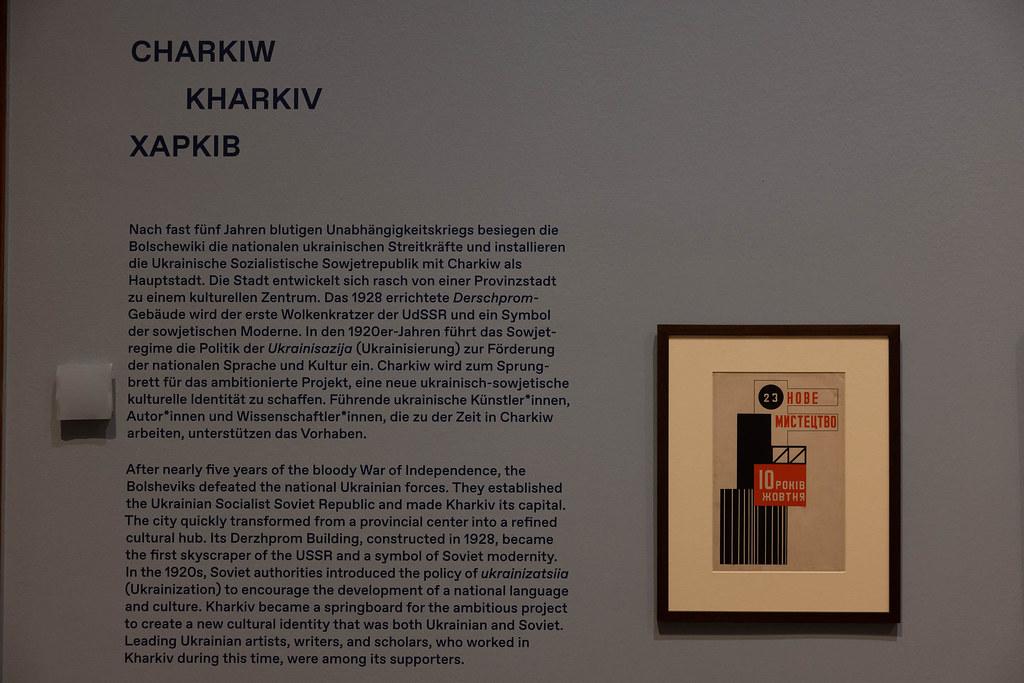 CHARKIW
KHARKIV
ХАРКІВ
Nach fast fünf Jahren blutigen Unabhängigkeitskriegs besiegen die
Bolschewiki die nationalen ukrainischen Streitkräfte und installieren
die Ukrainische Sozialistische Sowjetrepublik mit Charkiw als
Hauptstadt. Die Stadt entwickelt sich rasch von einer Provinzstadt
zu einem kulturellen Zentrum. Das 1928 errichtete Derschprom-
Gebäude wird der erste Wolkenkratzer der UdSSR und ein Symbol
der sowjetischen Moderne. In den 1920er-Jahren führt das Sowjet-
regime die Politik der Ukrainisazija (Ukrainisierung) zur Förderung
der nationalen Sprache und Kultur ein. Charkiw wird zum Sprung-
brett für das ambitionierte Projekt, eine neue ukrainisch-sowjetische
kulturelle Identität zu schaffen. Führende ukrainische Künstler*innen,
Autor*innen und Wissenschaftler*innen, die zu der Zeit in Charkiw
arbeiten, unterstützen das Vorhaben.
After nearly five years of the bloody War of Independence, the
Bolsheviks defeated the national Ukrainian forces. They established
the Ukrainian Socialist Soviet Republic and made Kharkiv its capital.
The city quickly transformed from a provincial center into a refined
cultural hub. Its Derzhprom Building, constructed in 1928, became
the first skyscraper of the USSR and a symbol of Soviet modernity.
In the 1920s, Soviet authorities introduced the policy of ukrainizatsiia
(Ukrainization) to encourage the development of a national language
and culture. Kharkiv became a springboard for the ambitious project
to create a new cultural identity that was both Ukrainian and Soviet.
Leading Ukrainian artists, writers, and scholars, who worked in
Kharkiv during this time, were among its supporters.
23 НОВЕ
МИСТЕЦТВО
10 РОКІВ
ЖОВТНЯ